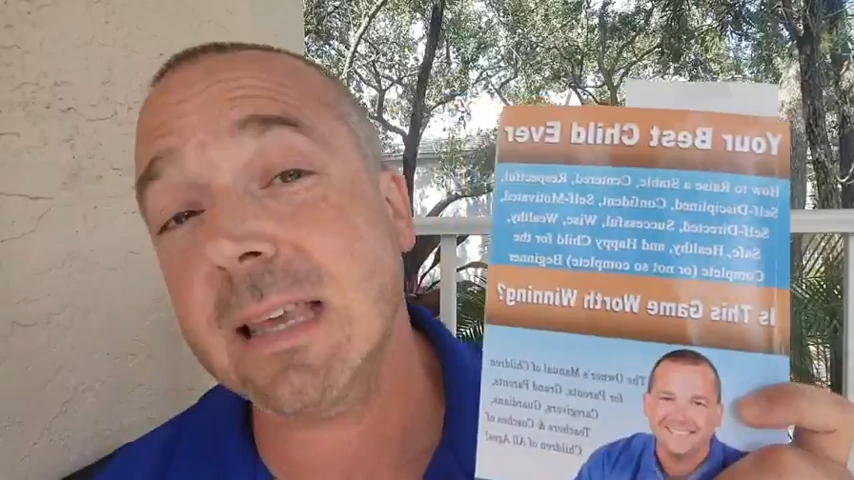 Your Best Child Ever
How to Raise a Stable, Centered, Respectful,
Self-Disciplined, Confident, Self-Motivated,
Self-Directed, Successful, Wise, Wealthy,
Safe, Healthy, and Happy Child for the
Complete (or not so complete) Beginner
Is This Game Worth Winning?
The Owner's Manual of Children
for Parents, Grand Parents,
Caregivers, Guardians,
Teachers & Coaches of
Children of All Ages!